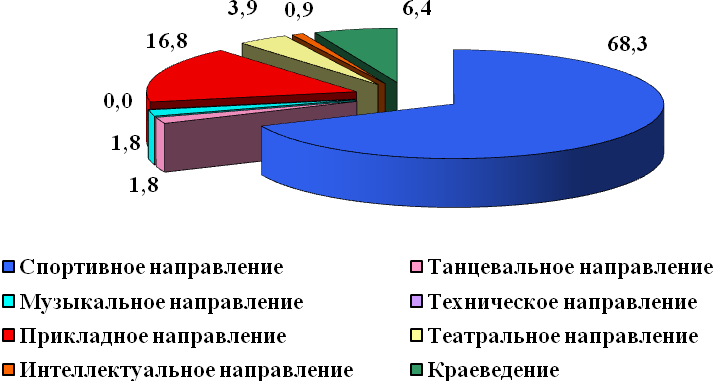 3,9 0,9 6,4
16,8 68,3
0,0
1,8
1,8
Спортивное направление Танцевальное направление
Музыкальное направление Техническое направление
Прикладное направление Театральное направление
Интеллектуальное направление Краеведение